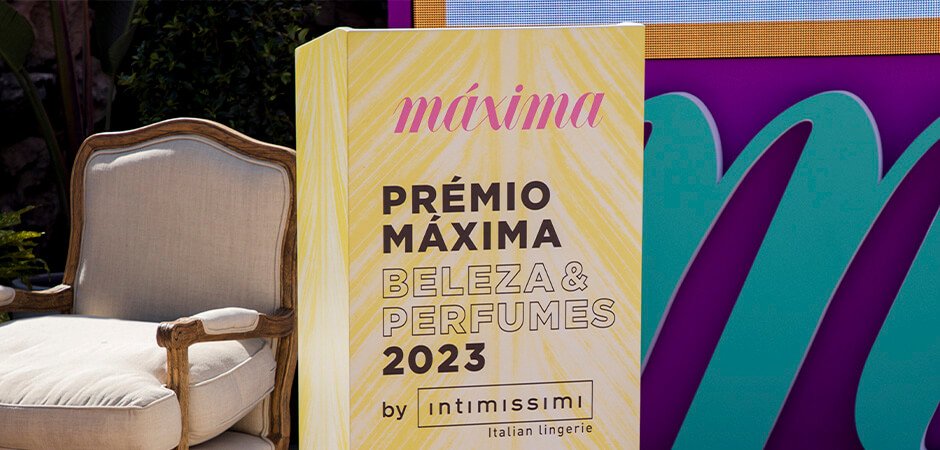 máxima
PRÉMIO
MÁXIMA
BELEZA &
PERFUMES
2023
by intimissimi
Italian lingerie